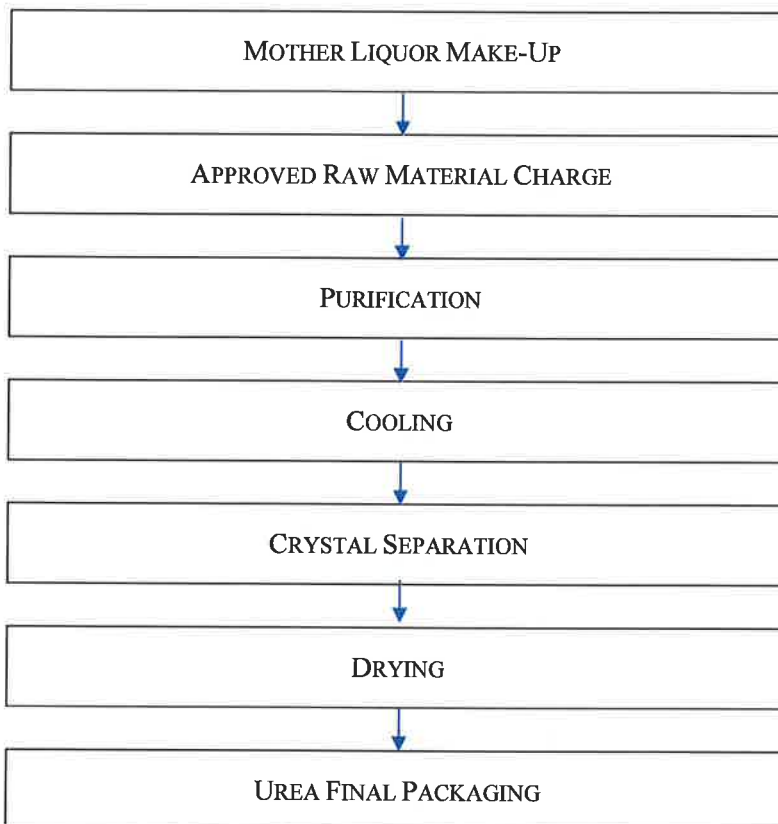 MOTHER LIQUOR MAKE-UP
APPROVED RAW MATERIAL CHARGE
PURIFICATION
COOLING
CRYSTAL SEPARATION
DRYING
UREA FINAL PACKAGING